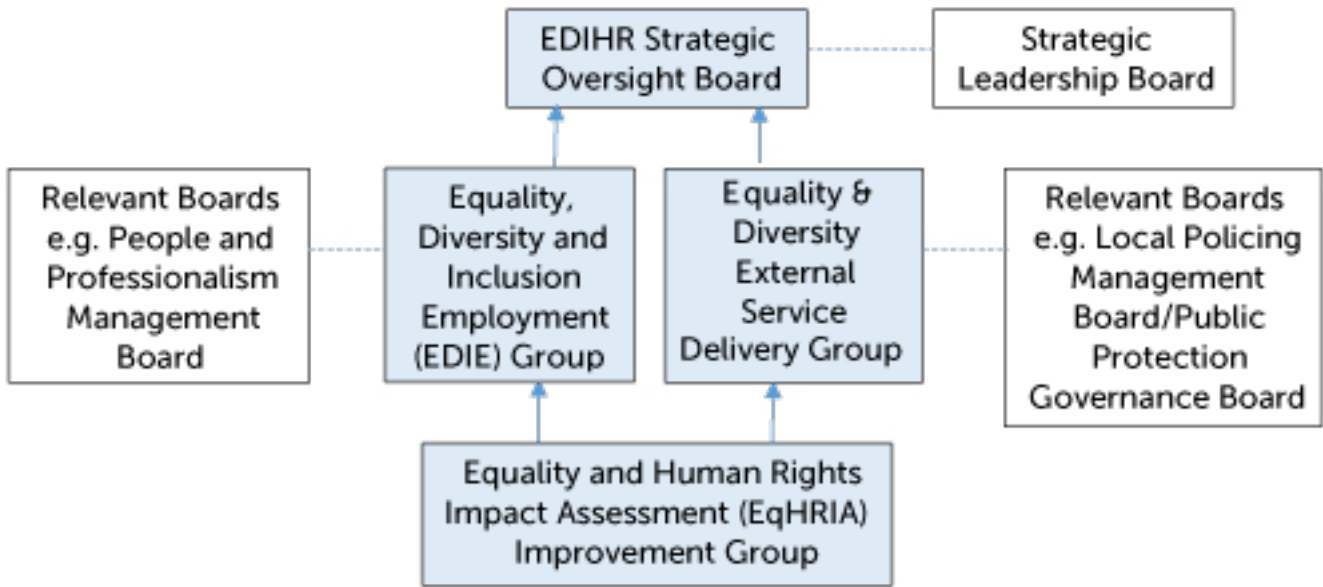 EDIHR Strategic
Oversight Board
Strategic
Leadership Board
Relevant Boards
e.g. People and
Professionalism
Management
Board
Equality,
Diversity and
Inclusion
Employment
(EDIE) Group
Equality &
Diversity
External
Service
Delivery Group
Relevant Boards
e.g. Local Policing
Management
Board/Public
Protection
Governance Board
Equality and Human Rights
Impact Assessment (EqHRIA)
Improvement Group